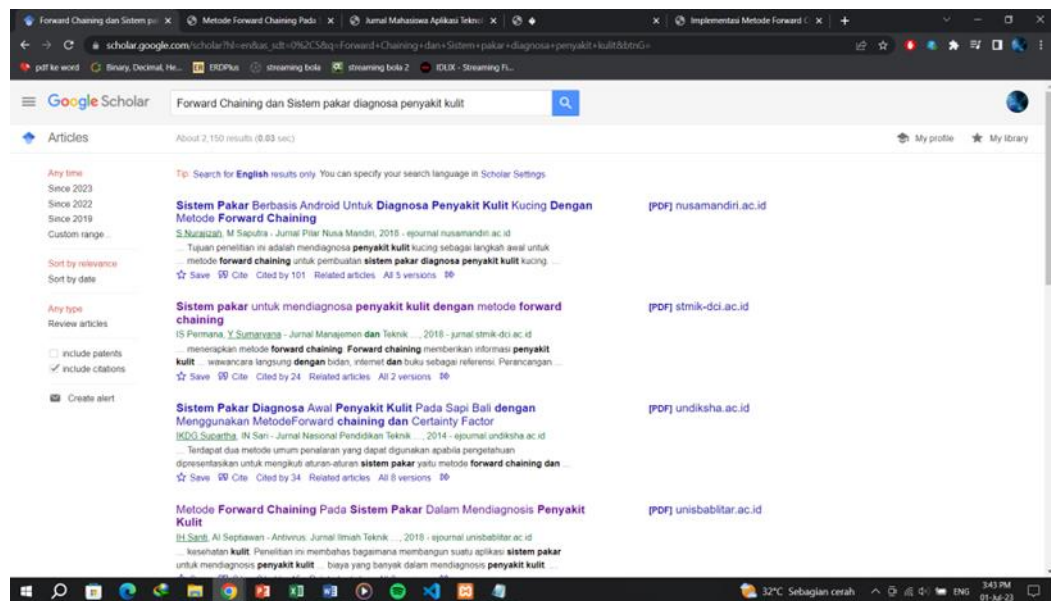 Forward Chaining dan Sistem pa
Metode Forward Chaining Pada
Jurnal Mahasiswa Aplikasi Teknol
Implementasi Metode Forward C
scholar.google.com/scholar?hl=en&as_sdt=0%2C5&q=Forward+Chaining+dan+Sistem+pakar+diagnosa+penyakit+kulit&btnG=
pdf ke word
Binary, Decimal, He...
ERDPlus
streaming bola
streaming bola 2
IDLIX - Streaming Fi...
Google Scholar
Forward Chaining dan Sistem pakar diagnosa penyakit kulit
Articles
About 2,150 results (0.03 sec)
My profile
My library
Any time
Since 2023
Since 2022
Since 2019
Custom range...
Sort by relevance
Sort by date
Any type
Review articles
include patents
include citations
Create alert
Tip: Search for English results only. You can specify your search language in Scholar Settings.
Sistem Pakar Berbasis Android Untuk Diagnosa Penyakit Kulit Kucing Dengan
Metode Forward Chaining
S Nurajizah, M Saputra - Jurnal Pilar Nusa Mandiri, 2018 - ejournal.nusamandiri.ac.id
... Tujuan penelitian ini adalah mendiagnosa penyakit kulit kucing sebagai langkah awal untuk
... metode forward chaining untuk pembuatan sistem pakar diagnosa penyakit kulit kucing. ...
Save Cite Cited by 101 Related articles All 5 versions
[PDF] nusamandiri.ac.id
Sistem pakar untuk mendiagnosa penyakit kulit dengan metode forward
chaining
IS Permana, Y Sumaryana - Jurnal Manajemen dan Teknik ..., 2018 - jurnal.stmik-dci.ac.id
... menerapkan metode forward chaining. Forward chaining memberikan informasi penyakit
kulit ... wawancara langsung dengan bidan, internet dan buku sebagai referensi. Perancangan ...
Save Cite Cited by 24 Related articles All 2 versions
[PDF] stmik-dci.ac.id
Sistem Pakar Diagnosa Awal Penyakit Kulit Pada Sapi Bali dengan
Menggunakan MetodeForward chaining dan Certainty Factor
IKDG Supartha, IN Sari - Jurnal Nasional Pendidikan Teknik ..., 2014 - ejournal.undiksha.ac.id
... Terdapat dua metode umum penalaran yang dapat digunakan apabila pengetahuan
dipresentasikan untuk mengikuti aturan-aturan sistem pakar yaitu metode forward chaining dan ...
Save Cite Cited by 34 Related articles All 8 versions
[PDF] undiksha.ac.id
Metode Forward Chaining Pada Sistem Pakar Dalam Mendiagnosis Penyakit
Kulit
IH Santi, AI Septiawan - Antivirus: Jurnal Ilmiah Teknik ..., 2018 - ejournal.unisbablitar.ac.id
... kesehatan kulit. Penelitian ini membahas bagaimana membangun suatu aplikasi sistem pakar
untuk mendiagnosis penyakit kulit ... biaya yang banyak dalam mendiagnosis penyakit kulit. ...
[PDF] unisbablitar.ac.id
32°C Sebagian cerah
ENG
3:43 PM
01-Jul-23